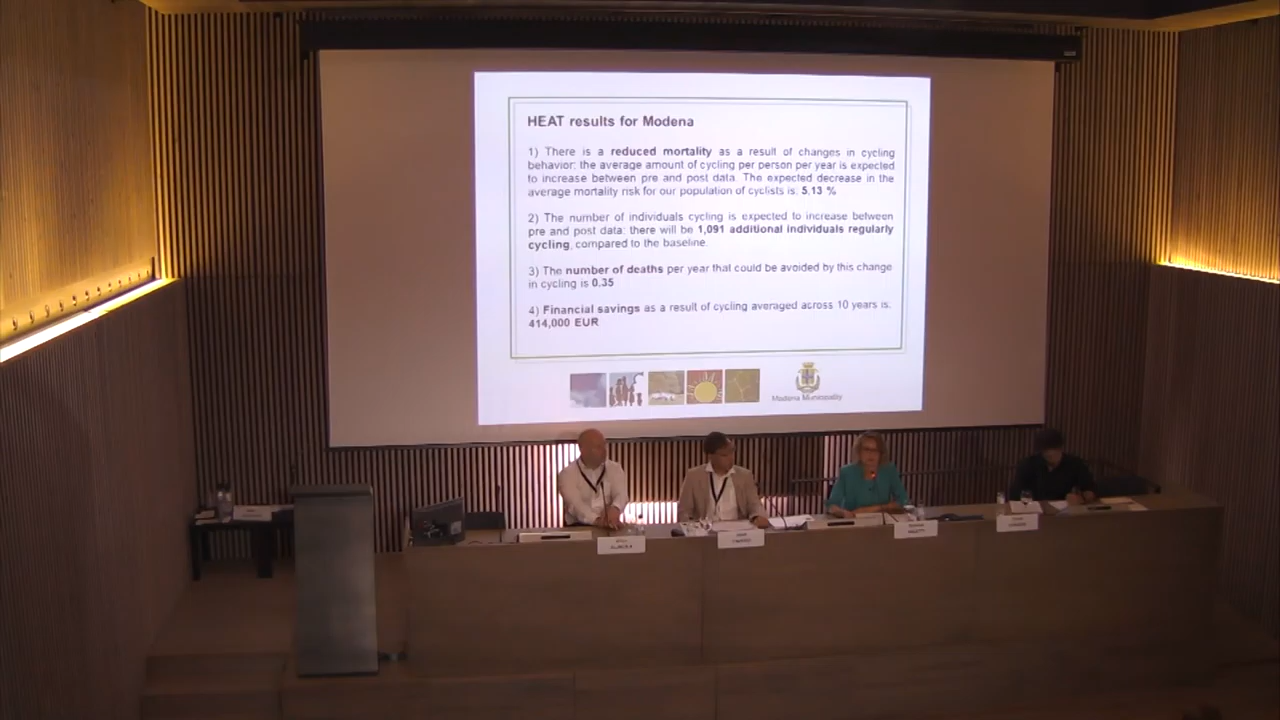 HEAT results for Modena
1) There is a reduced mortality as a result of changes in cycling
behavior: the average amount of cycling per person per year is expected
to increase between pre and post data. The expected decrease in the
average mortality risk for our population of cyclists is: 5,13 %
2) The number of individuals cycling is expected to increase between
pre and post data: there will be 1,091 additional individuals regularly
cycling, compared to the baseline.
3) The number of deaths per year that could be avoided by this change
in cycling is 0,35
4) Financial savings as a result of cycling averaged across 10 years is:
414,000 EUR
Modena Municipality